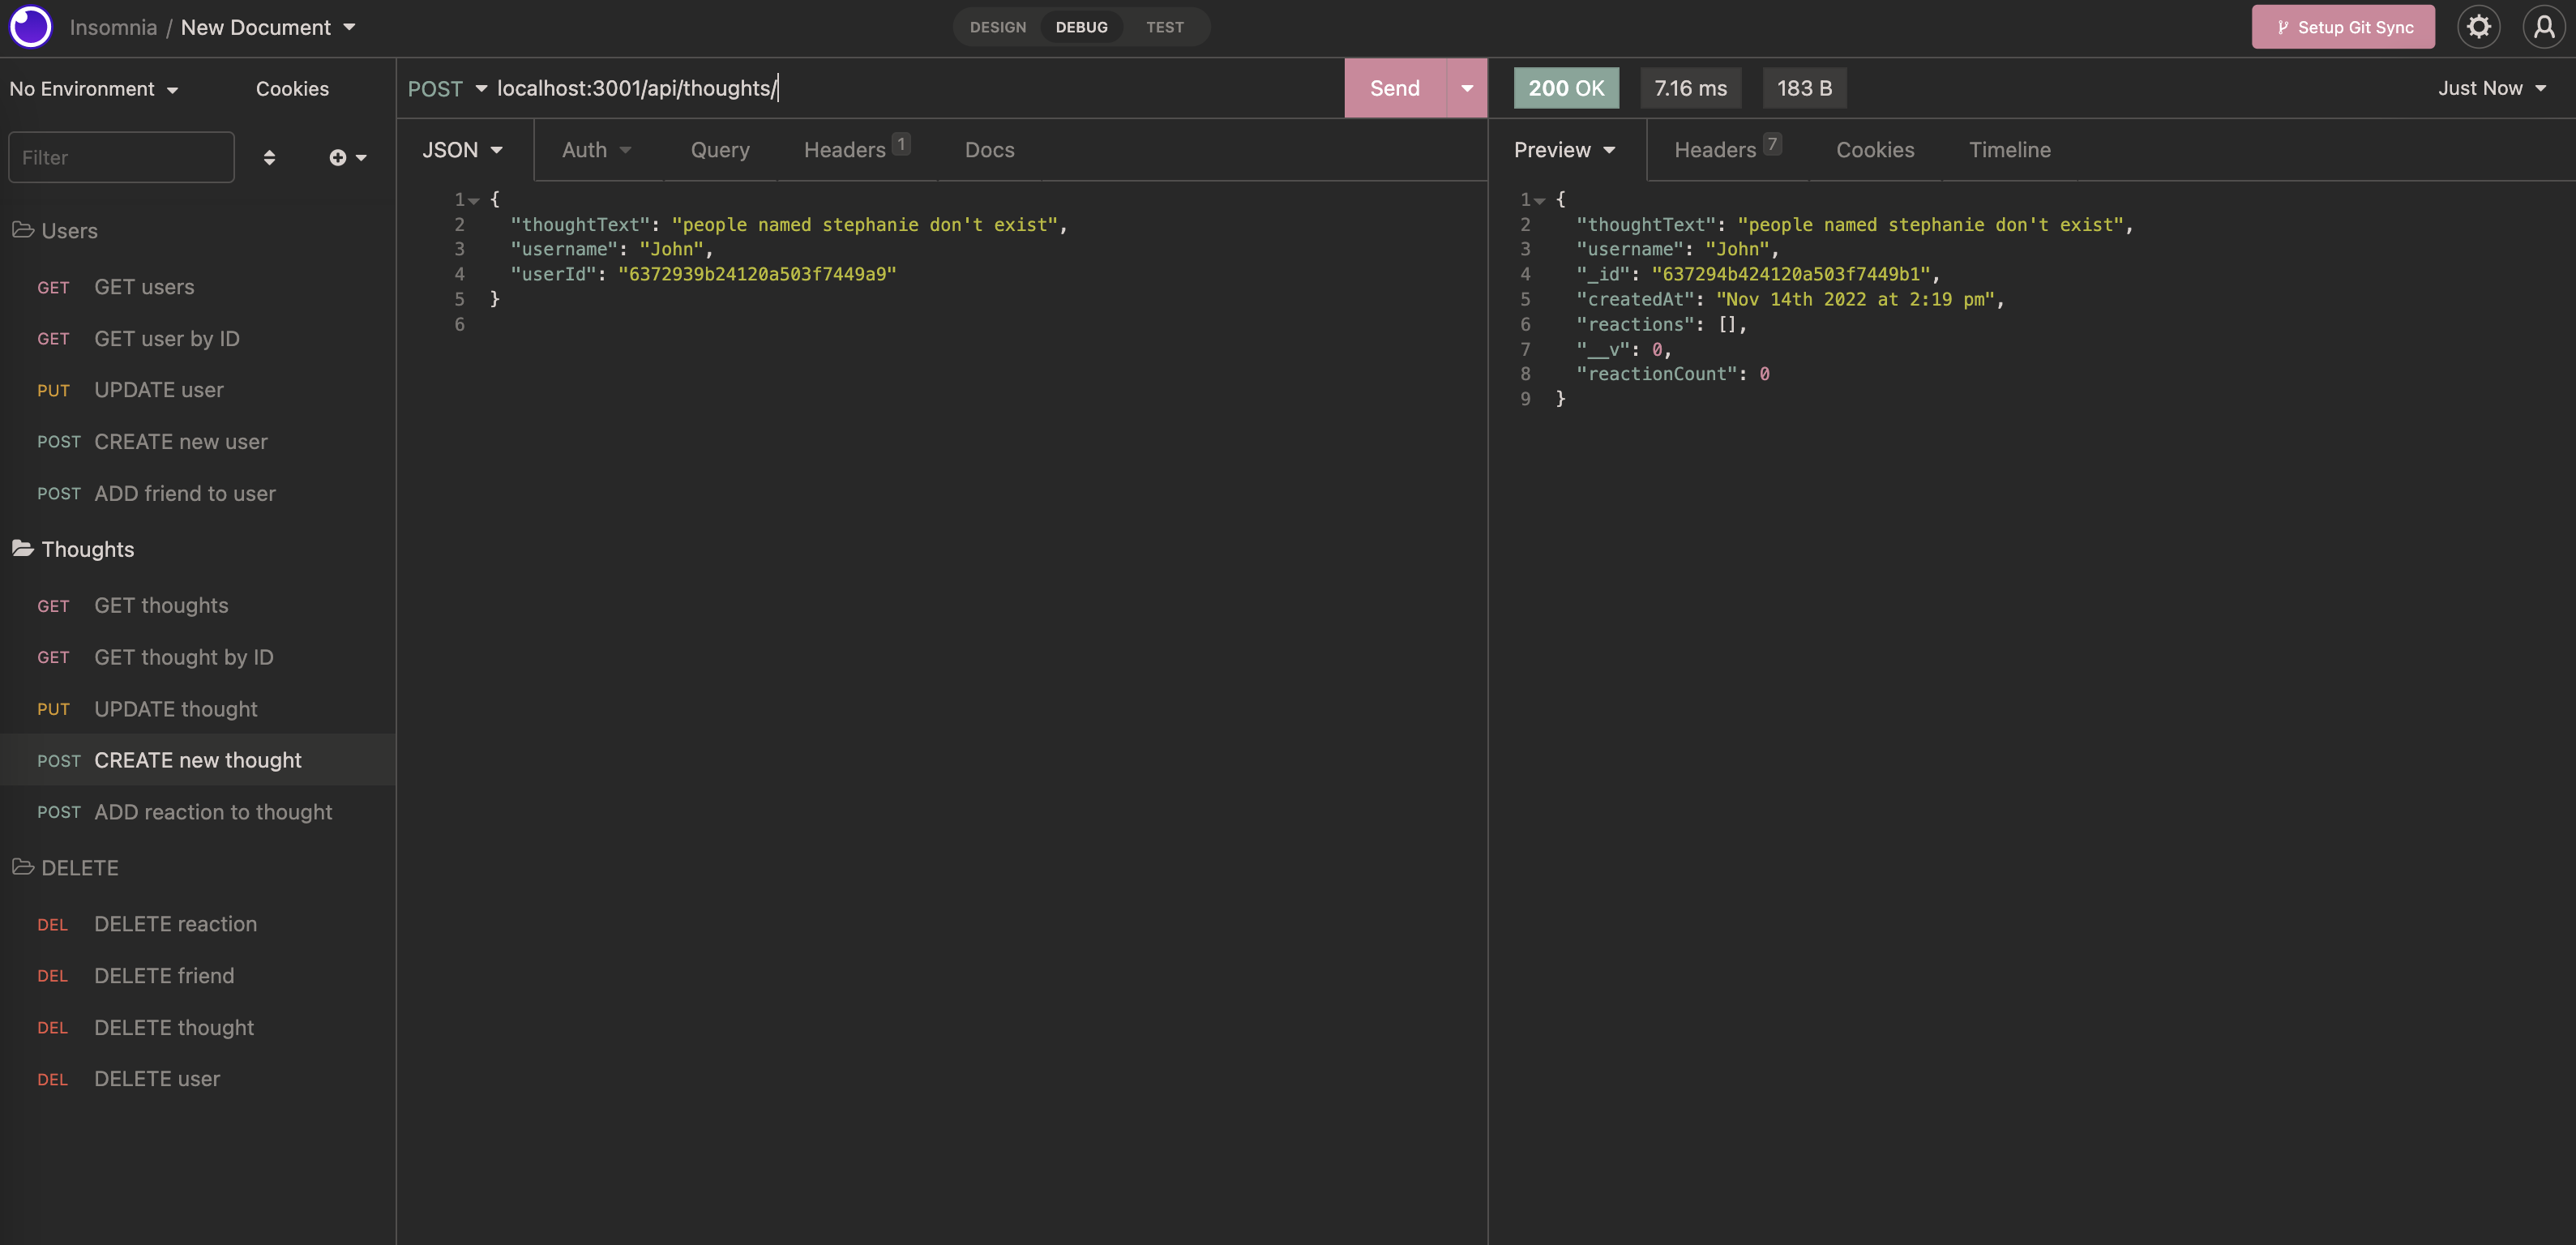 Insomnia / New Document
DESIGN DEBUG TEST
Setup Git Sync
No Environment Cookies
Filter
Users
GET GET users
GET GET user by ID
PUT UPDATE user
POST CREATE new user
POST ADD friend to user
Thoughts
GET GET thoughts
GET GET thought by ID
PUT UPDATE thought
POST CREATE new thought
POST ADD reaction to thought
DELETE
DEL DELETE reaction
DEL DELETE friend
DEL DELETE thought
DEL DELETE user
POST localhost:3001/api/thoughts/ Send
JSON Auth Query Headers 1 Docs
1 {
2 "thoughtText": "people named stephanie don't exist",
3 "username": "John",
4 "userId": "6372939b24120a503f7449a9"
5 }
6
200 OK 7.16 ms 183 B Just Now
Preview Headers 7 Cookies Timeline
1 {
2 "thoughtText": "people named stephanie don't exist",
3 "username": "John",
4 "_id": "637294b424120a503f7449b1",
5 "createdAt": "Nov 14th 2022 at 2:19 pm",
6 "reactions": [],
7 "__v": 0,
8 "reactionCount": 0
9 }